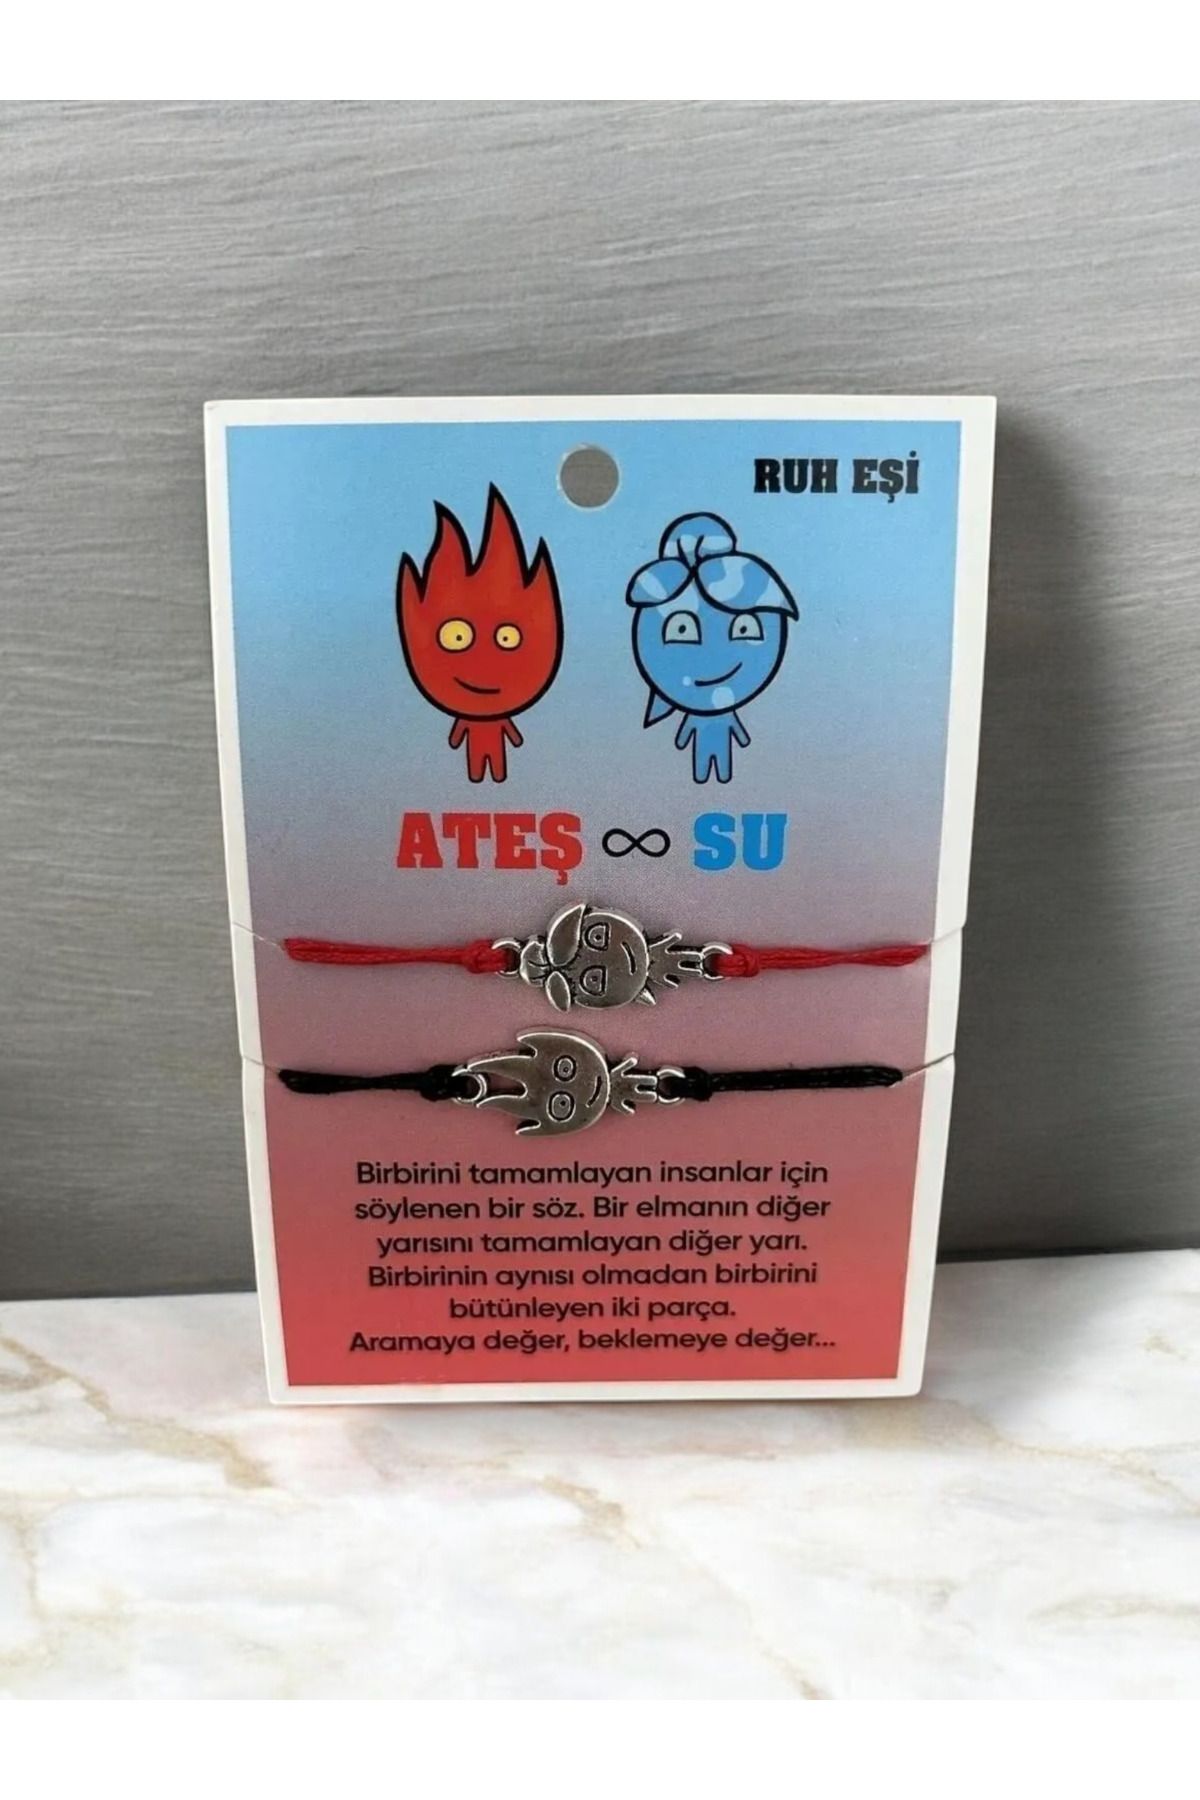 RUH EŞİ
ATEŞ ∞ SU
Birbirini tamamlayan insanlar için
söylenen bir söz. Bir elmanın diğer
yarısını tamamlayan diğer yarı.
Birbirinin aynısı olmadan birbirini
bütünleyen iki parça.
Aramaya değer, beklemeye değer...